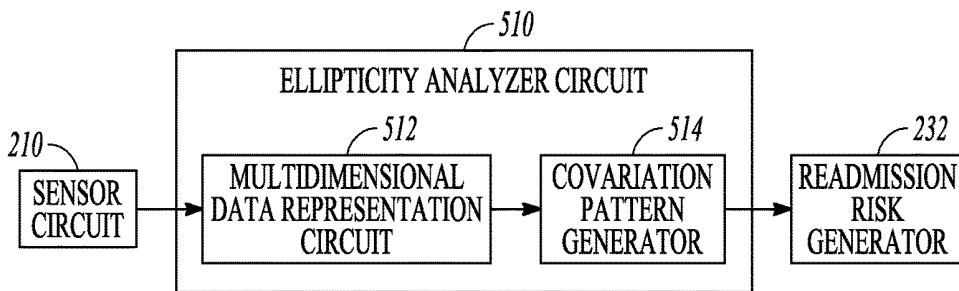 510
ELLIPTICITY ANALYZER CIRCUIT
210
SENSOR
CIRCUIT
512
MULTIDIMENSIONAL
DATA REPRESENTATION
CIRCUIT
514
COVARIATION
PATTERN
GENERATOR
232
READMISSION
RISK
GENERATOR